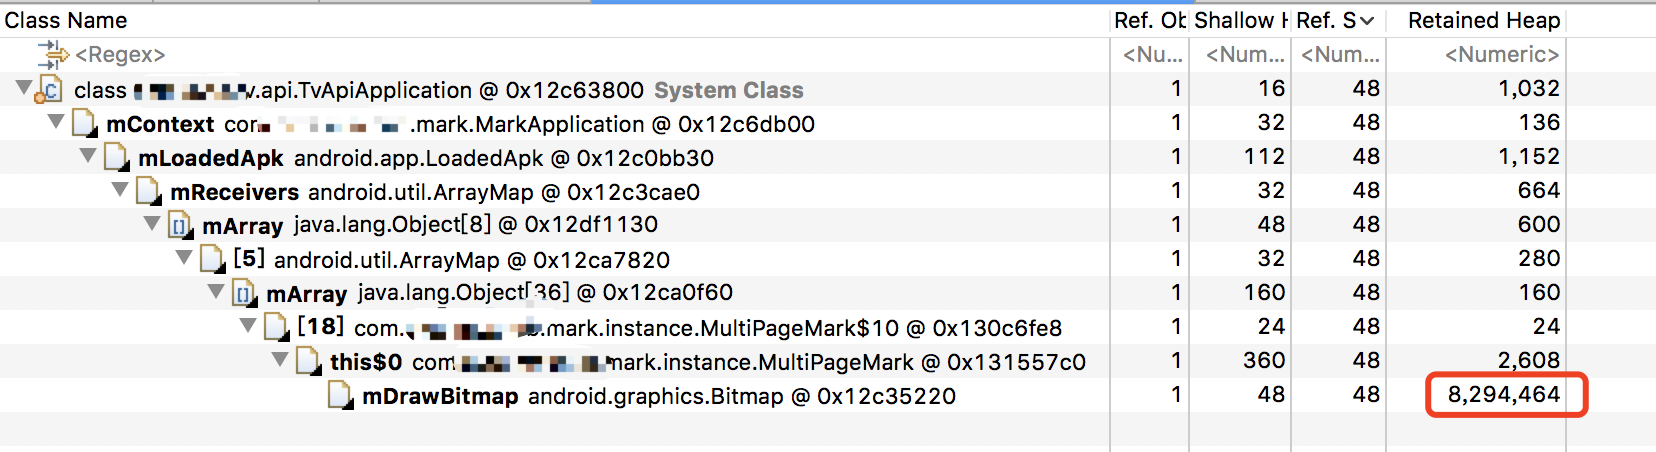 Class Name Ref. Ob Shallow H Ref. S Retained Heap
<Regex> <Nu... <Num... <Num... <Numeric>
class v.api.TvApiApplication @ 0x12c63800 System Class 1 16 48 1,032
mContext com .mark.MarkApplication @ 0x12c6db00 1 32 48 136
mLoadedApk android.app.LoadedApk @ 0x12c0bb30 1 112 48 1,152
mReceivers android.util.ArrayMap @ 0x12c3cae0 1 32 48 664
mArray java.lang.Object[8] @ 0x12df1130 1 48 48 600
[5] android.util.ArrayMap @ 0x12ca7820 1 32 48 280
mArray java.lang.Object[36] @ 0x12ca0f60 1 160 48 160
[18] com. .mark.instance.MultiPageMark$10 @ 0x130c6fe8 1 24 48 24
this$0 com mark.instance.MultiPageMark @ 0x131557c0 1 360 48 2,608
mDrawBitmap android.graphics.Bitmap @ 0x12c35220 1 48 48 8,294,464